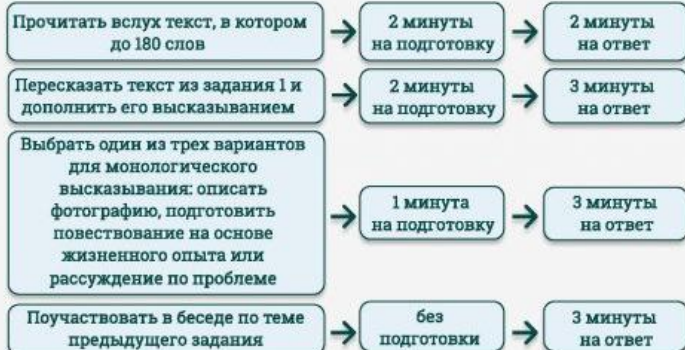 Прочитать вслух текст, в котором
до 180 слов
2 минуты
на подготовку
2 минуты
на ответ
Пересказать текст из задания 1 и
дополнить его высказыванием
2 минуты
на подготовку
3 минуты
на ответ
Выбрать один из трех вариантов
для монологического
высказывания: описать
фотографию, подготовить
повествование на основе
жизненного опыта или
рассуждение по проблеме
1 минута
на подготовку
3 минуты
на ответ
Поучаствовать в беседе по теме
предыдущего задания
без
подготовки
3 минуты
на ответ